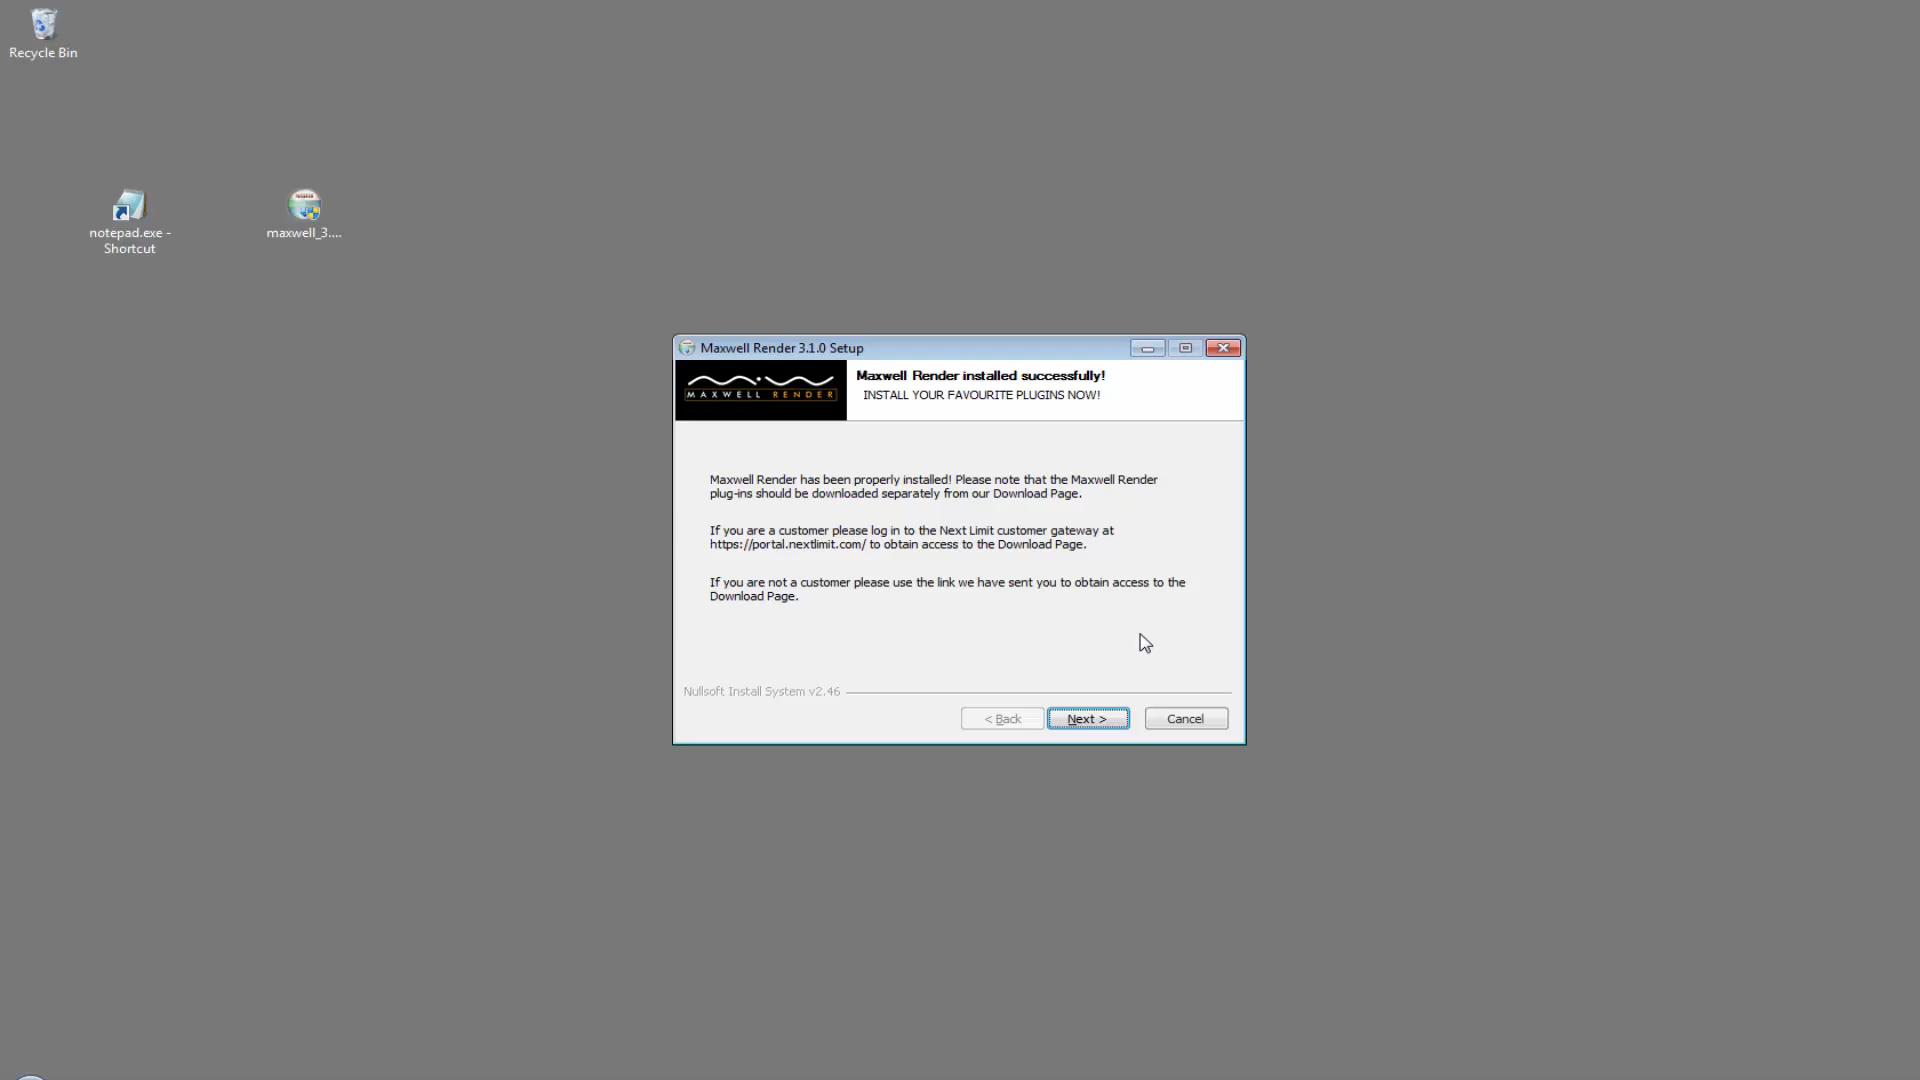 Recycle Bin
notepad.exe -
Shortcut
maxwell_3....
Maxwell Render 3.1.0 Setup
MAXWELL RENDER
Maxwell Render installed successfully!
INSTALL YOUR FAVOURITE PLUGINS NOW!
Maxwell Render has been properly installed! Please note that the Maxwell Render
plug-ins should be downloaded separately from our Download Page.
If you are a customer please log in to the Next Limit customer gateway at
https://portal.nextlimit.com/ to obtain access to the Download Page.
If you are not a customer please use the link we have sent you to obtain access to the
Download Page.
Nullsoft Install System v2.46
< Back
Next >
Cancel